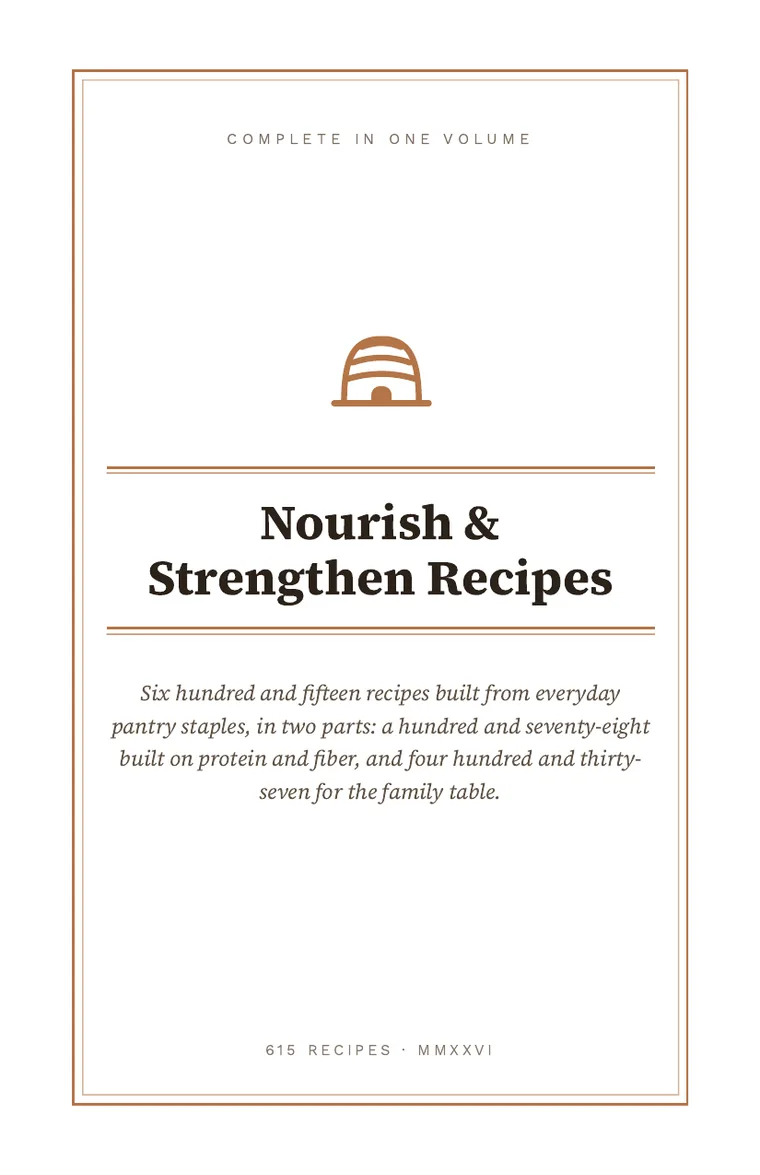 COMPLETE IN ONE VOLUME
Nourish &
Strengthen Recipes
Six hundred and fifteen recipes built from everyday
pantry staples, in two parts: a hundred and seventy-eight
built on protein and fiber, and four hundred and thirty-
seven for the family table.
615 RECIPES · MMXXVI